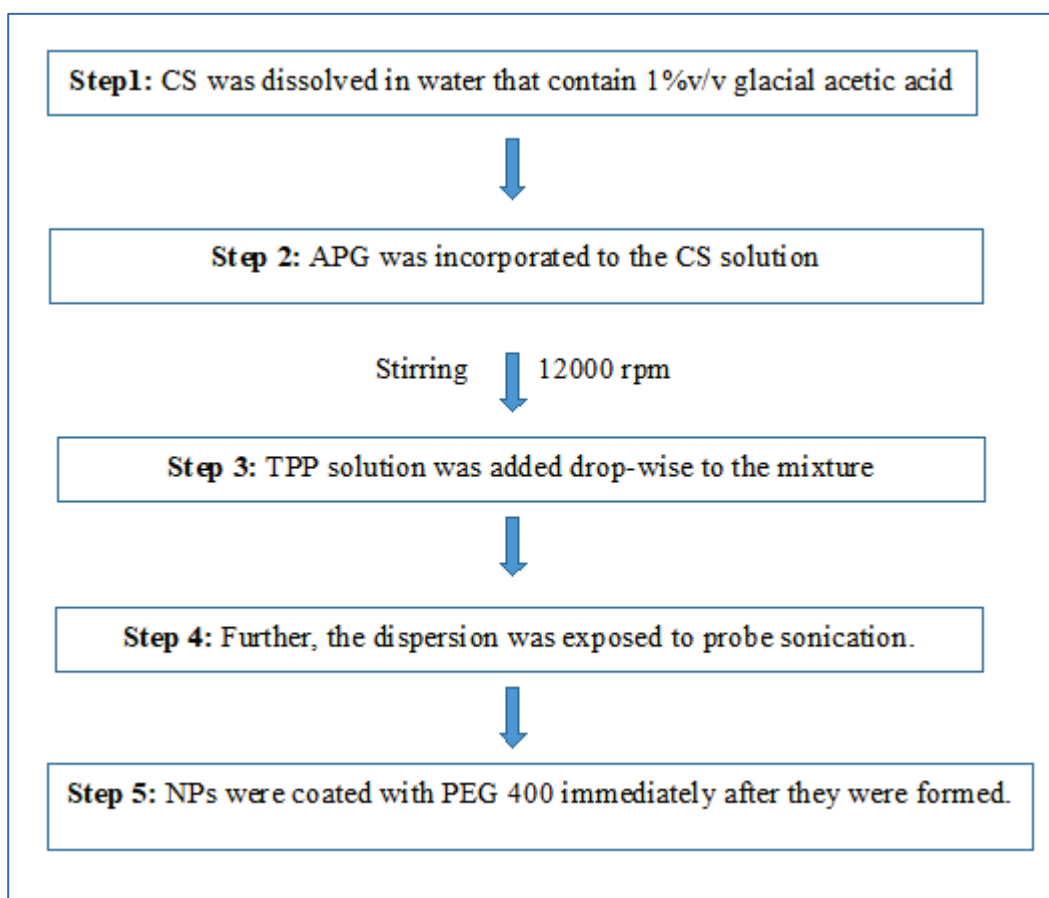 Step1: CS was dissolved in water that contain 1%v/v glacial acetic acid
Step 2: APG was incorporated to the CS solution
Stirring 12000 rpm
Step 3: TPP solution was added drop-wise to the mixture
Step 4: Further, the dispersion was exposed to probe sonication.
Step 5: NPs were coated with PEG 400 immediately after they were formed.